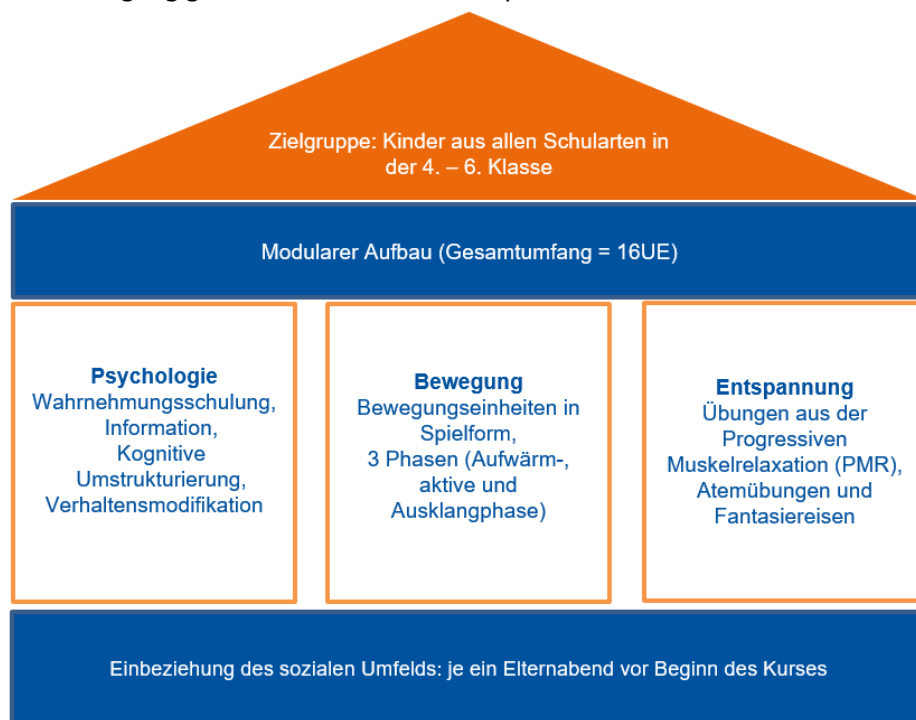 Zielgruppe: Kinder aus allen Schularten in
der 4. – 6. Klasse
Modularer Aufbau (Gesamtumfang = 16UE)
Psychologie
Wahrnehmungsschulung,
Information,
Kognitive
Umstrukturierung,
Verhaltensmodifikation
Bewegung
Bewegungseinheiten in
Spielform,
3 Phasen (Aufwärm-,
aktive und
Ausklangphase)
Entspannung
Übungen aus der
Progressiven
Muskelrelaxation (PMR),
Atemübungen und
Fantasiereisen
Einbeziehung des sozialen Umfelds: je ein Elternabend vor Beginn des Kurses